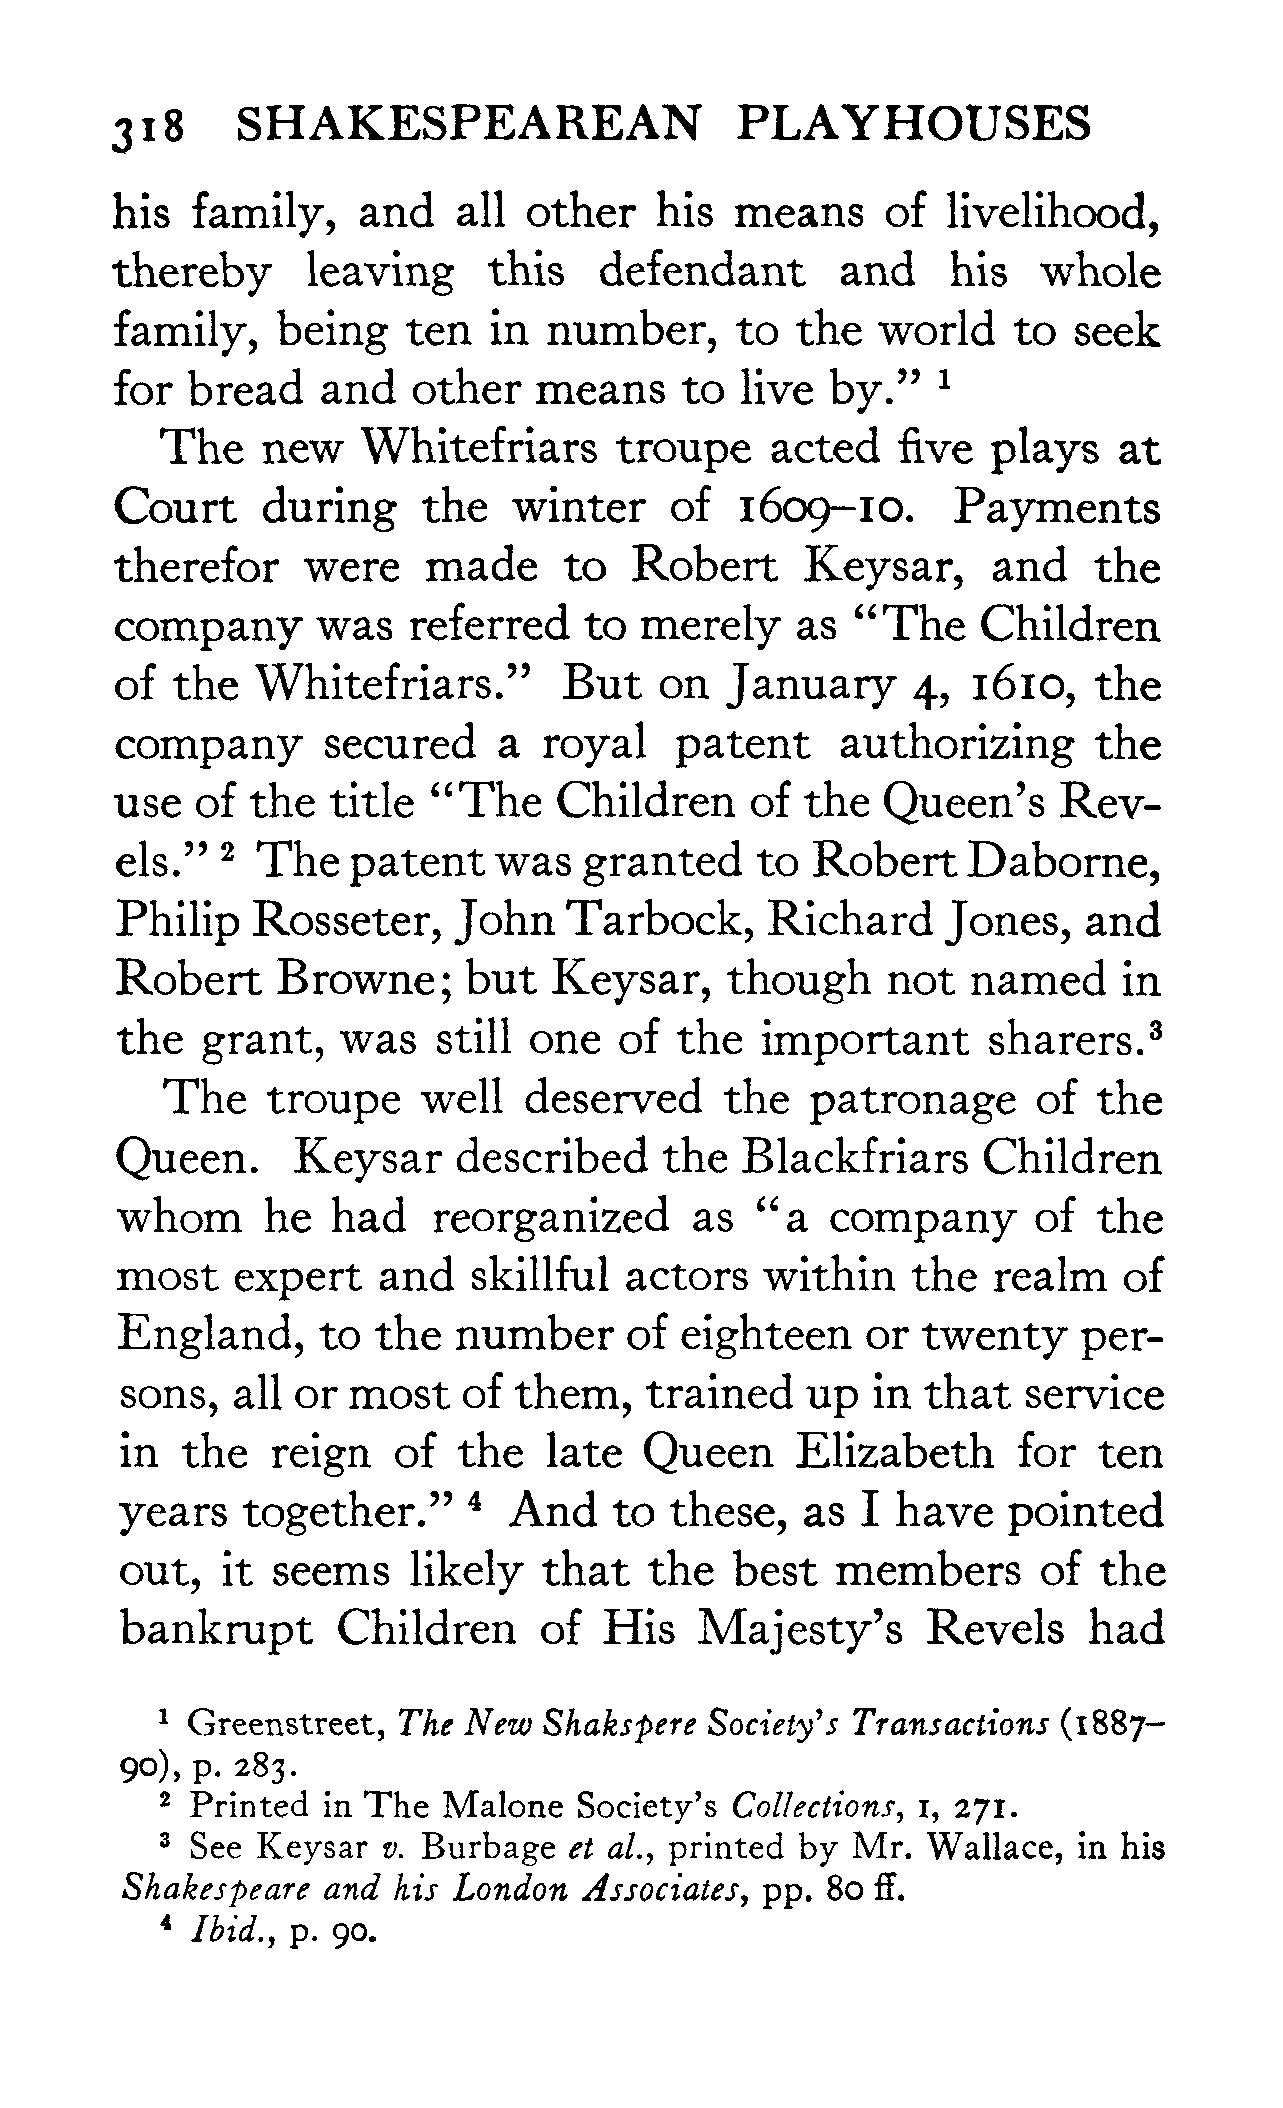 318 SHAKESPEAREAN PLAYHOUSES
his family, and all other his means of livelihood,
thereby leaving this defendant and his whole
family, being ten in number, to the world to seek
for bread and other means to live by.” ¹
The new Whitefriars troupe acted five plays at
Court during the winter of 1609–10. Payments
therefor were made to Robert Keysar, and the
company was referred to merely as “The Children
of the Whitefriars.” But on January 4, 1610, the
company secured a royal patent authorizing the
use of the title “The Children of the Queen’s Rev-
els.” ² The patent was granted to Robert Daborne,
Philip Rosseter, John Tarbock, Richard Jones, and
Robert Browne; but Keysar, though not named in
the grant, was still one of the important sharers.³
The troupe well deserved the patronage of the
Queen. Keysar described the Blackfriars Children
whom he had reorganized as “a company of the
most expert and skillful actors within the realm of
England, to the number of eighteen or twenty per-
sons, all or most of them, trained up in that service
in the reign of the late Queen Elizabeth for ten
years together.” ⁴ And to these, as I have pointed
out, it seems likely that the best members of the
bankrupt Children of His Majesty’s Revels had
¹ Greenstreet, The New Shakspere Society’s Transactions (1887–
90), p. 283.
² Printed in The Malone Society’s Collections, I, 271.
³ See Keysar v. Burbage et al., printed by Mr. Wallace, in his
Shakespeare and his London Associates, pp. 80 ff.
⁴ Ibid., p. 90.